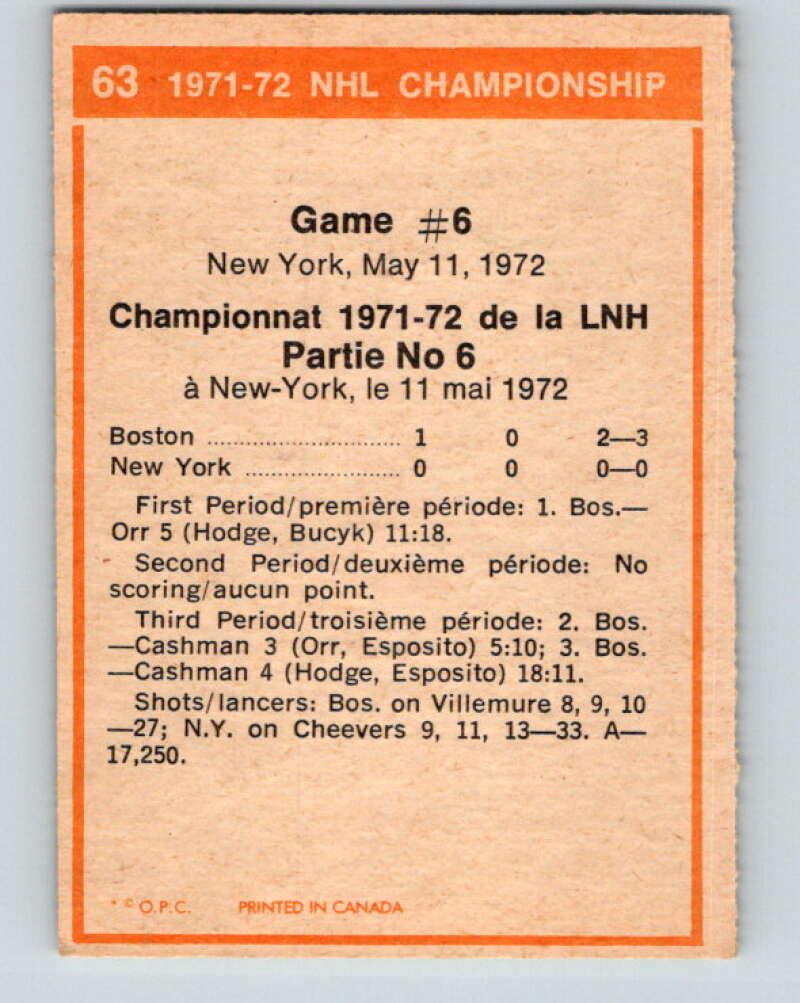 63 1971-72 NHL CHAMPIONSHIP
Game #6
New York, May 11, 1972
Championnat 1971-72 de la LNH
Partie No 6
à New-York, le 11 mai 1972
Boston ............................ 1 0 2—3
New York ...................... 0 0 0—0
First Period/première période: 1. Bos.—
Orr 5 (Hodge, Bucyk) 11:18.
Second Period/deuxième période: No
scoring/aucun point.
Third Period/troisième période: 2. Bos.
—Cashman 3 (Orr, Esposito) 5:10; 3. Bos.
—Cashman 4 (Hodge, Esposito) 18:11.
Shots/lancers: Bos. on Villemure 8, 9, 10
—27; N.Y. on Cheevers 9, 11, 13—33. A—
17,250.
* © O.P.C. PRINTED IN CANADA